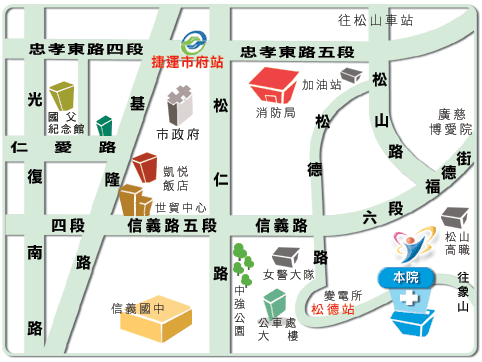 往松山車站
忠孝東路四段
忠孝東路五段
捷運市府站
加油站
消防局
松山路
廣慈
博愛院
光復南路
國父
紀念館
基隆路
市政府
松仁路
松德路
仁愛路
凱悅
飯店
世貿中心
福德街
四段
信義路五段
信義路
六段
松山
高職
女警大隊
中強公園
本院
往象山
變電所
松德站
公車處
大樓
信義國中